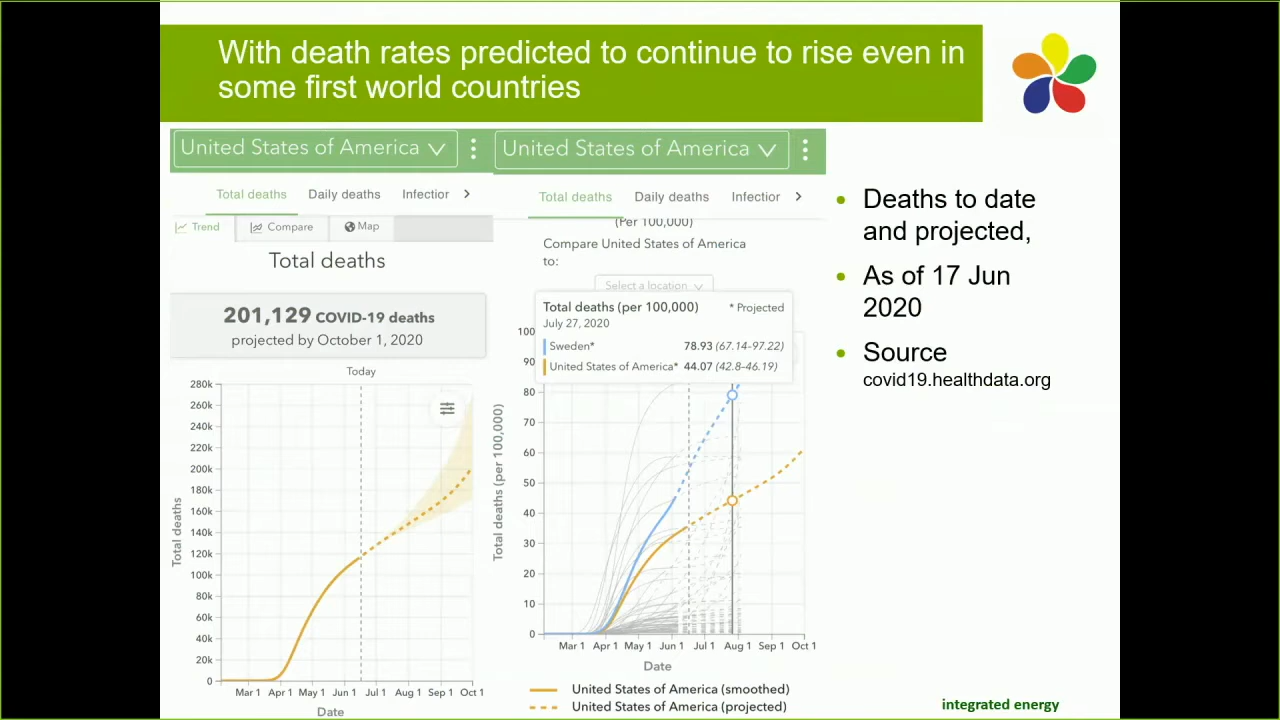 With death rates predicted to continue to rise even in
some first world countries
United States of America
Total deaths Daily deaths Infectior
Trend Compare Map
Total deaths
201,129 COVID-19 deaths
projected by October 1, 2020
Today
280k
260k
240k
220k
200k
180k
160k
140k
120k
100k
80k
60k
40k
20k
0
Total deaths
Mar 1 Apr 1 May 1 Jun 1 Jul 1 Aug 1 Sep 1 Oct 1
Date
United States of America
Total deaths Daily deaths Infectior
(Per 100,000)
Compare United States of America
to:
Select a location
Total deaths (per 100,000) * Projected
July 27, 2020
Sweden* 78.93 (67.14-97.22)
United States of America* 44.07 (42.8-46.19)
100
90
80
70
60
50
40
30
20
10
0
Total deaths (per 100,000)
Mar 1 Apr 1 May 1 Jun 1 Jul 1 Aug 1 Sep 1 Oct 1
Date
United States of America (smoothed)
United States of America (projected)
• Deaths to date
and projected,
• As of 17 Jun
2020
• Source
covid19.healthdata.org
integrated energy